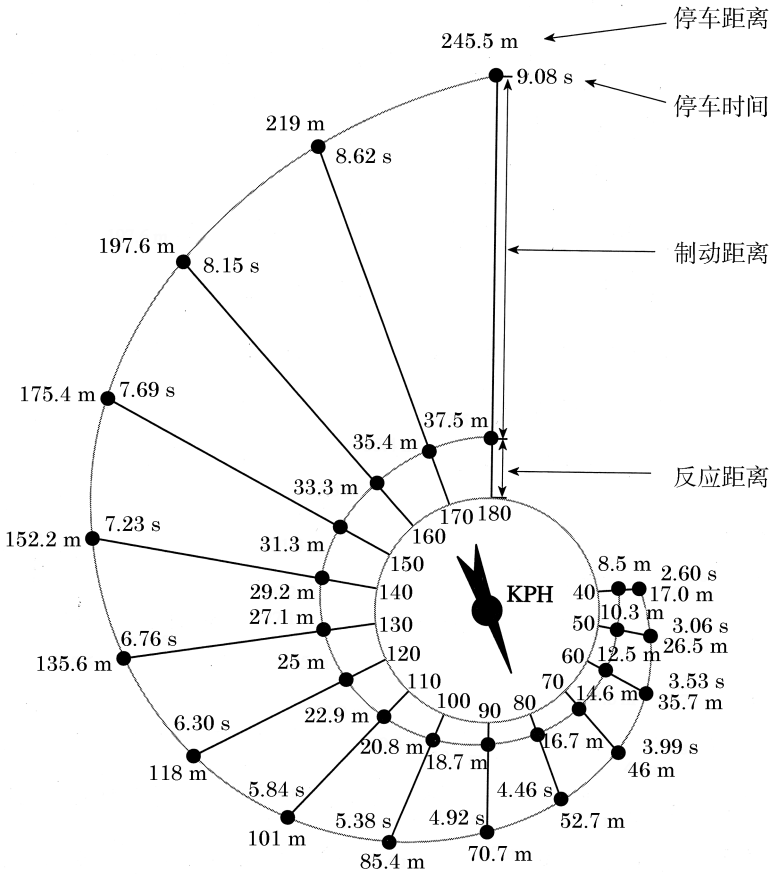 停车距离
245.5 m
9.08 s
停车时间
219 m
8.62 s
197.6 m
8.15 s
制动距离
175.4 m
7.69 s
37.5 m
35.4 m
反应距离
33.3 m
170
180
160
152.2 m
7.23 s
31.3 m
150
8.5 m
2.60 s
29.2 m
140
KPH
40
17.0 m
10.3 m
27.1 m
130
50
3.06 s
26.5 m
135.6 m
6.76 s
25 m
120
60
12.5 m
3.53 s
35.7 m
110
70
14.6 m
22.9 m
100
90
80
6.30 s
20.8 m
18.7 m
16.7 m
3.99 s
46 m
118 m
5.84 s
4.46 s
101 m
5.38 s
4.92 s
52.7 m
85.4 m
70.7 m